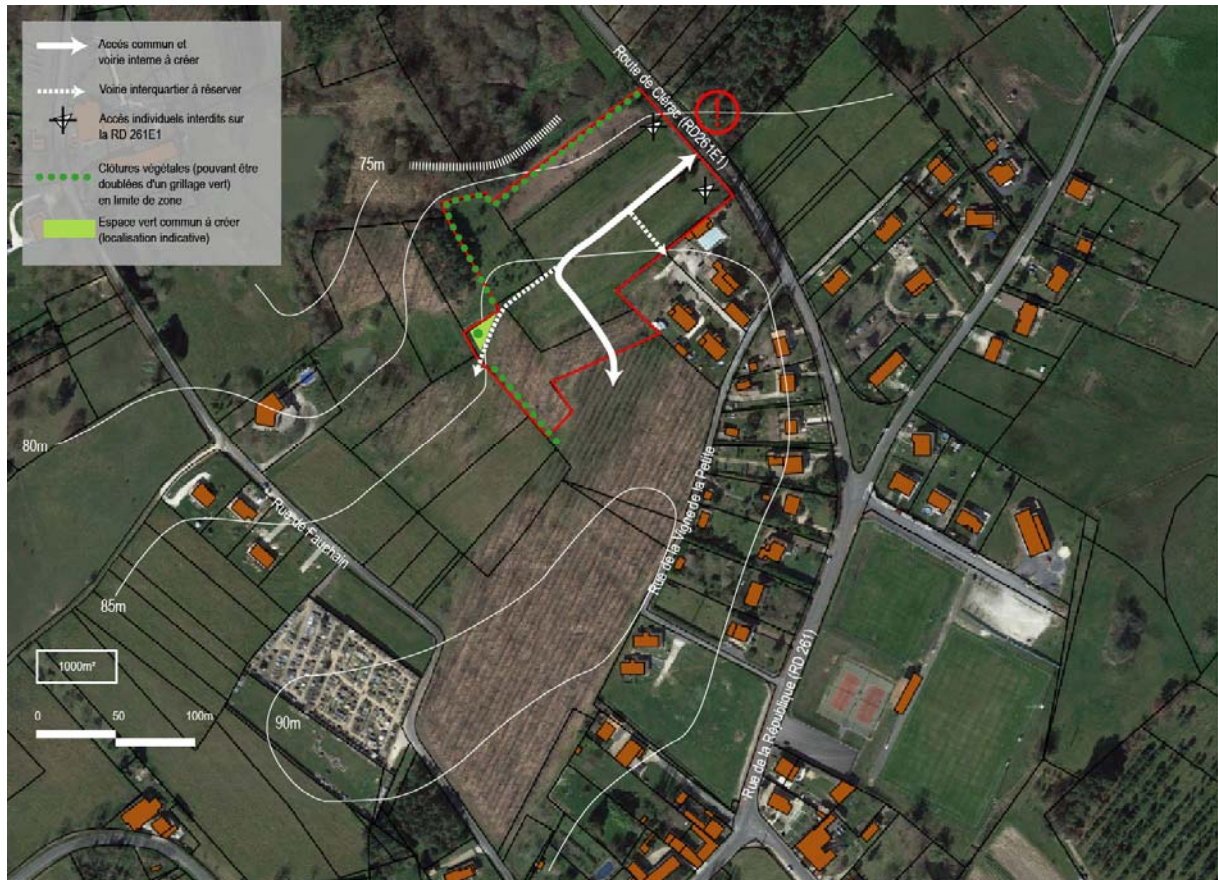 Accès commun et
voirie interne à créer
Voirie interquartier à réserver
Accès individuels interdits sur
la RD 261E1
Clôtures végétales (pouvant être
doublées d'un grillage vert)
en limite de zone
Espace vert commun à créer
(localisation indicative)
Route de Clérac (RD261E1)
75m
80m
85m
90m
Rue de Fauchain
Rue de la Vigne de la Petite
Rue de la République (RD 261)
1000m²
0 50 100m